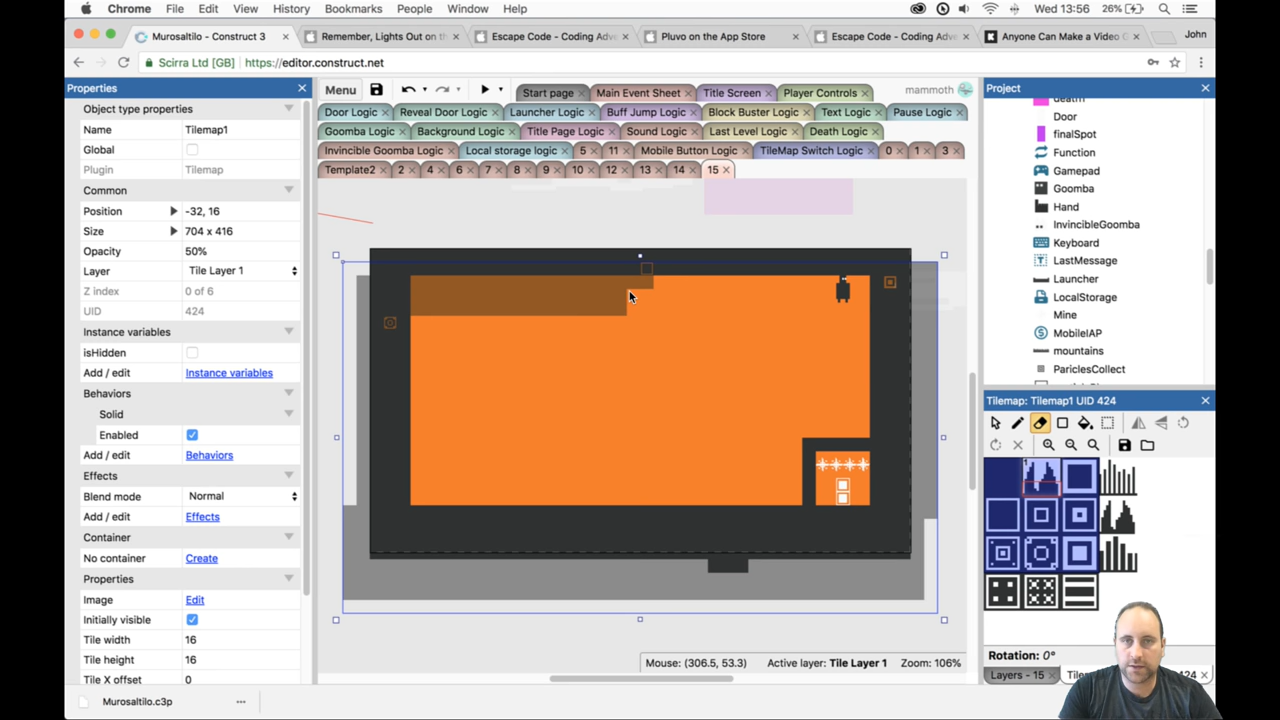 Chrome File Edit View History Bookmarks People Window Help Wed 13:56 26%
Murosaltilo - Construct 3 × Remember, Lights Out on th × Escape Code - Coding Adve × Pluvo on the App Store × Escape Code - Coding Adve × Anyone Can Make a Video G × John
Scirra Ltd [GB] https://editor.construct.net
Properties
Object type properties
Name Tilemap1
Global
Plugin Tilemap
Common
Position -32, 16
Size 704 x 416
Opacity 50%
Layer Tile Layer 1
Z index 0 of 6
UID 424
Instance variables
isHidden
Add / edit Instance variables
Behaviors
Solid
Enabled
Add / edit Behaviors
Effects
Blend mode Normal
Add / edit Effects
Container
No container Create
Properties
Image Edit
Initially visible
Tile width 16
Tile height 16
Tile X offset 0
Menu Start page × Main Event Sheet × Title Screen × Player Controls × mammoth
Door Logic × Reveal Door Logic × Launcher Logic × Buff Jump Logic × Block Buster Logic × Text Logic × Pause Logic ×
Goomba Logic × Background Logic × Title Page Logic × Sound Logic × Last Level Logic × Death Logic ×
Invincible Goomba Logic × Local storage logic × 5 × 11 × Mobile Button Logic × TileMap Switch Logic × 0 × 1 × 3 ×
Template2 × 2 × 4 × 6 × 7 × 8 × 9 × 10 × 12 × 13 × 14 × 15 ×
Mouse: (306.5, 53.3) Active layer: Tile Layer 1 Zoom: 106%
Project
Door
finalSpot
Function
Gamepad
Goomba
Hand
InvincibleGoomba
Keyboard
LastMessage
Launcher
LocalStorage
Mine
MobileIAP
mountains
PariclesCollect
Tilemap: Tilemap1 UID 424
Rotation: 0°
Layers - 15 × 424 ×
Murosaltilo.c3p